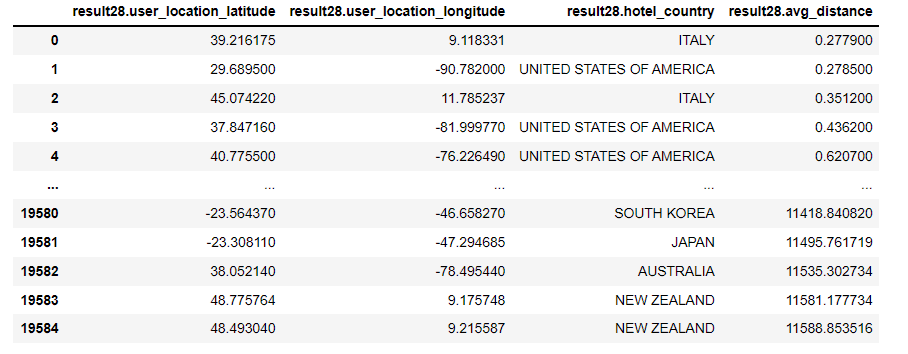 result28.user_location_latitude result28.user_location_longitude result28.hotel_country result28.avg_distance
0 39.216175 9.118331 ITALY 0.277900
1 29.689500 -90.782000 UNITED STATES OF AMERICA 0.278500
2 45.074220 11.785237 ITALY 0.351200
3 37.847160 -81.999770 UNITED STATES OF AMERICA 0.436200
4 40.775500 -76.226490 UNITED STATES OF AMERICA 0.620700
... ... ... ... ...
19580 -23.564370 -46.658270 SOUTH KOREA 11418.840820
19581 -23.308110 -47.294685 JAPAN 11495.761719
19582 38.052140 -78.495440 AUSTRALIA 11535.302734
19583 48.775764 9.175748 NEW ZEALAND 11581.177734
19584 48.493040 9.215587 NEW ZEALAND 11588.853516